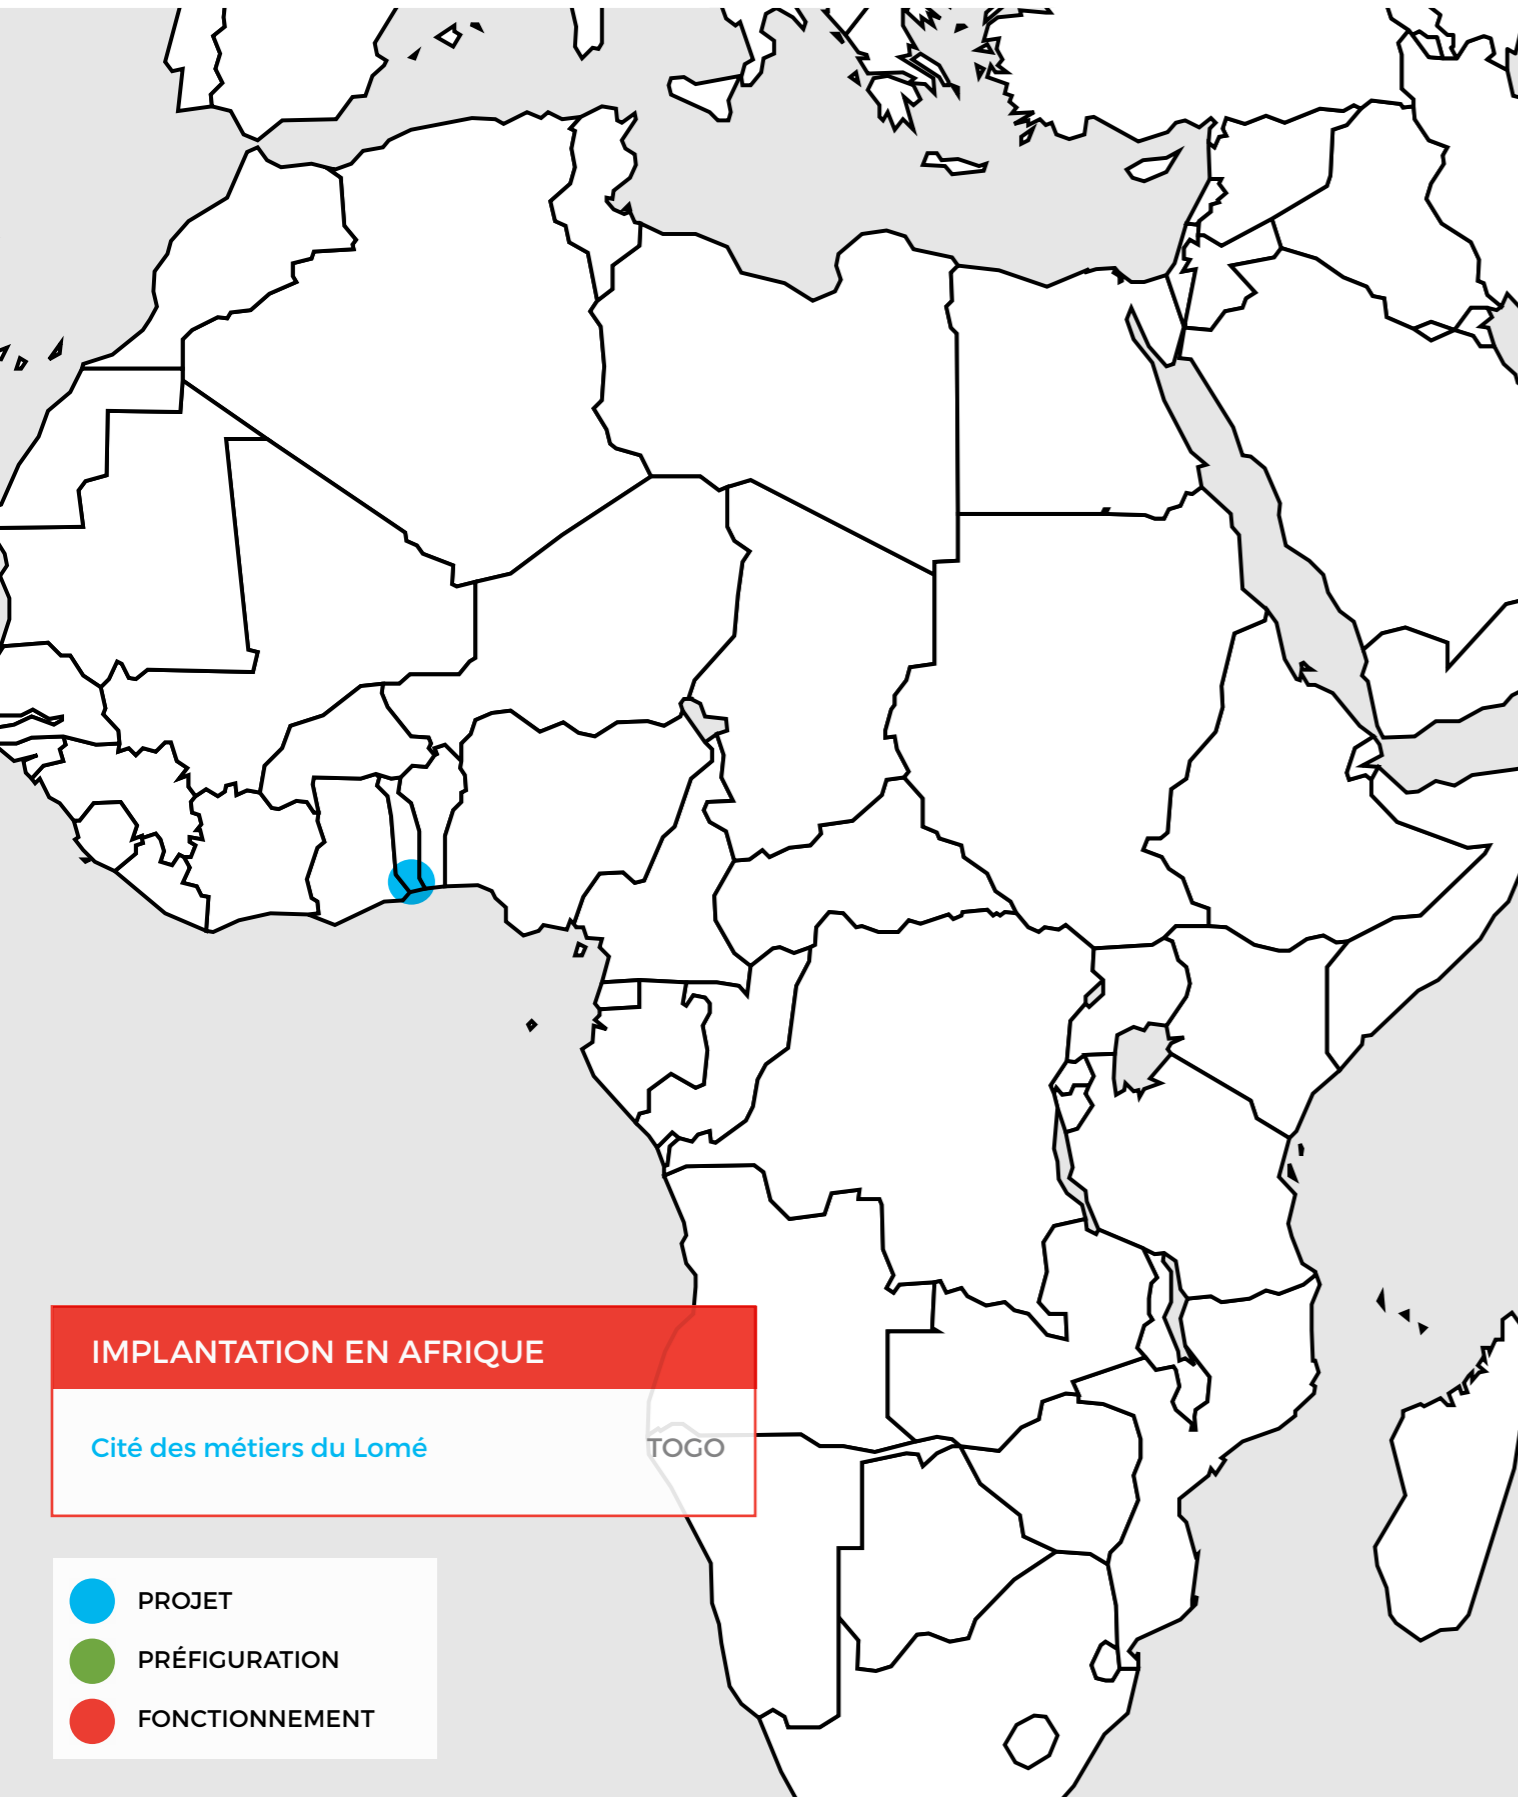 IMPLANTATION EN AFRIQUE
Cité des métiers du Lomé TOGO
PROJET
PRÉFIGURATION
FONCTIONNEMENT